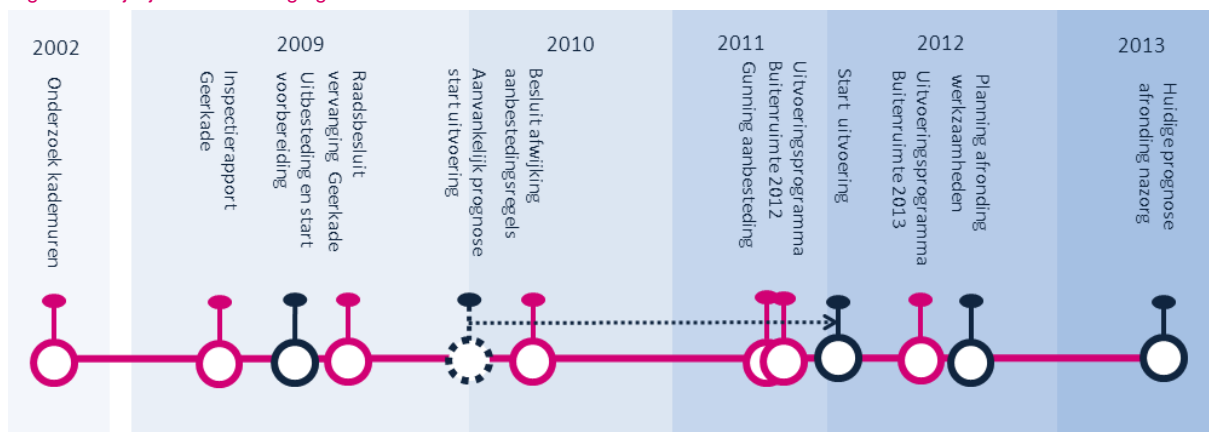 2002
2009
2010
2011
2012
2013
Onderzoek kademuren
Inspectierapport
Geerkade
Uitbesteding en start
voorbereiding
Raadsbesluit
vervanging Geerkade
Aanvankelijk prognose
start uitvoering
Besluit afwijking
aanbestedingsregels
Gunning aanbesteding
Uitvoeringsprogramma
Buitenruimte 2012
Start uitvoering
Uitvoeringsprogramma
Buitenruimte 2013
Planning afronding
werkzaamheden
Huidige prognose
afronding nazorg